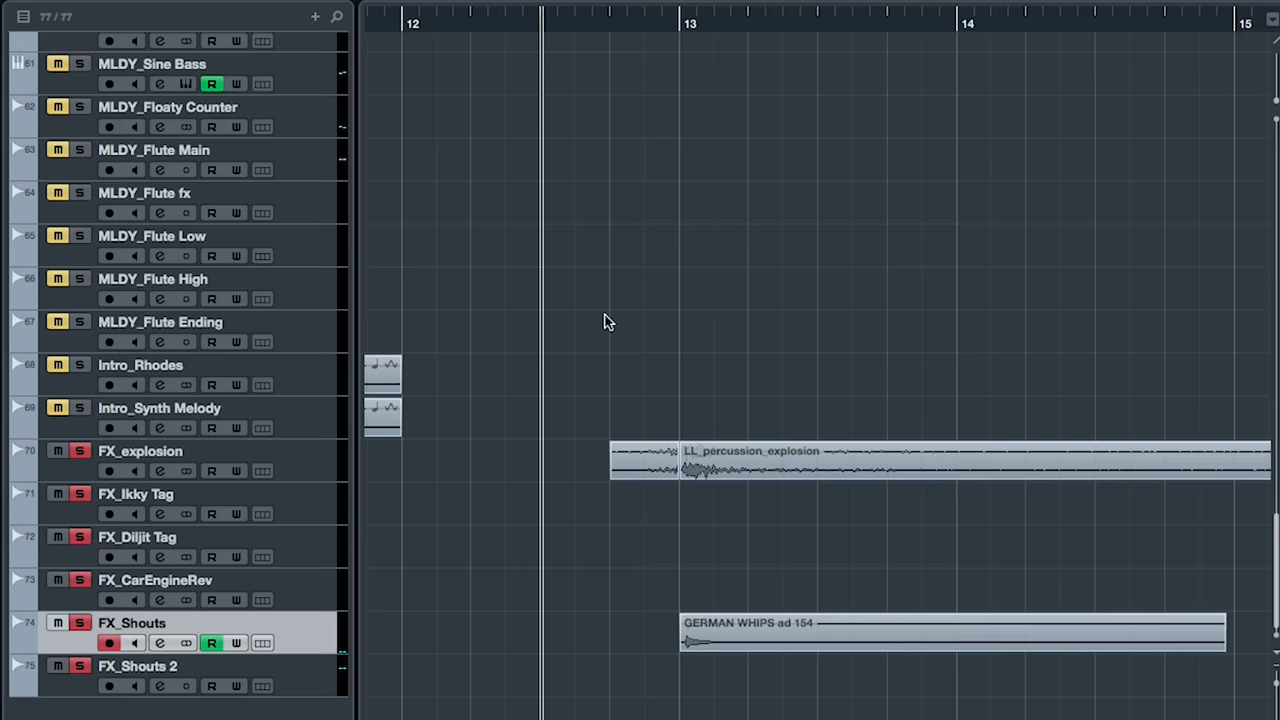 77 / 77
12 13 14 15
61 m S MLDY_Sine Bass
e R W
62 m S MLDY_Floaty Counter
e R W
63 m S MLDY_Flute Main
e R W
64 m S MLDY_Flute fx
e R W
65 m S MLDY_Flute Low
e R W
66 m S MLDY_Flute High
e R W
67 m S MLDY_Flute Ending
e R W
68 m S Intro_Rhodes
e R W
69 m S Intro_Synth Melody
e R W
70 m S FX_explosion
e R W
LL_percussion_explosion
71 m S FX_Ikky Tag
e R W
72 m S FX_Diljit Tag
e R W
73 m S FX_CarEngineRev
e R W
74 m S FX_Shouts
e R W
GERMAN WHIPS ad 154
75 m S FX_Shouts 2
e R W